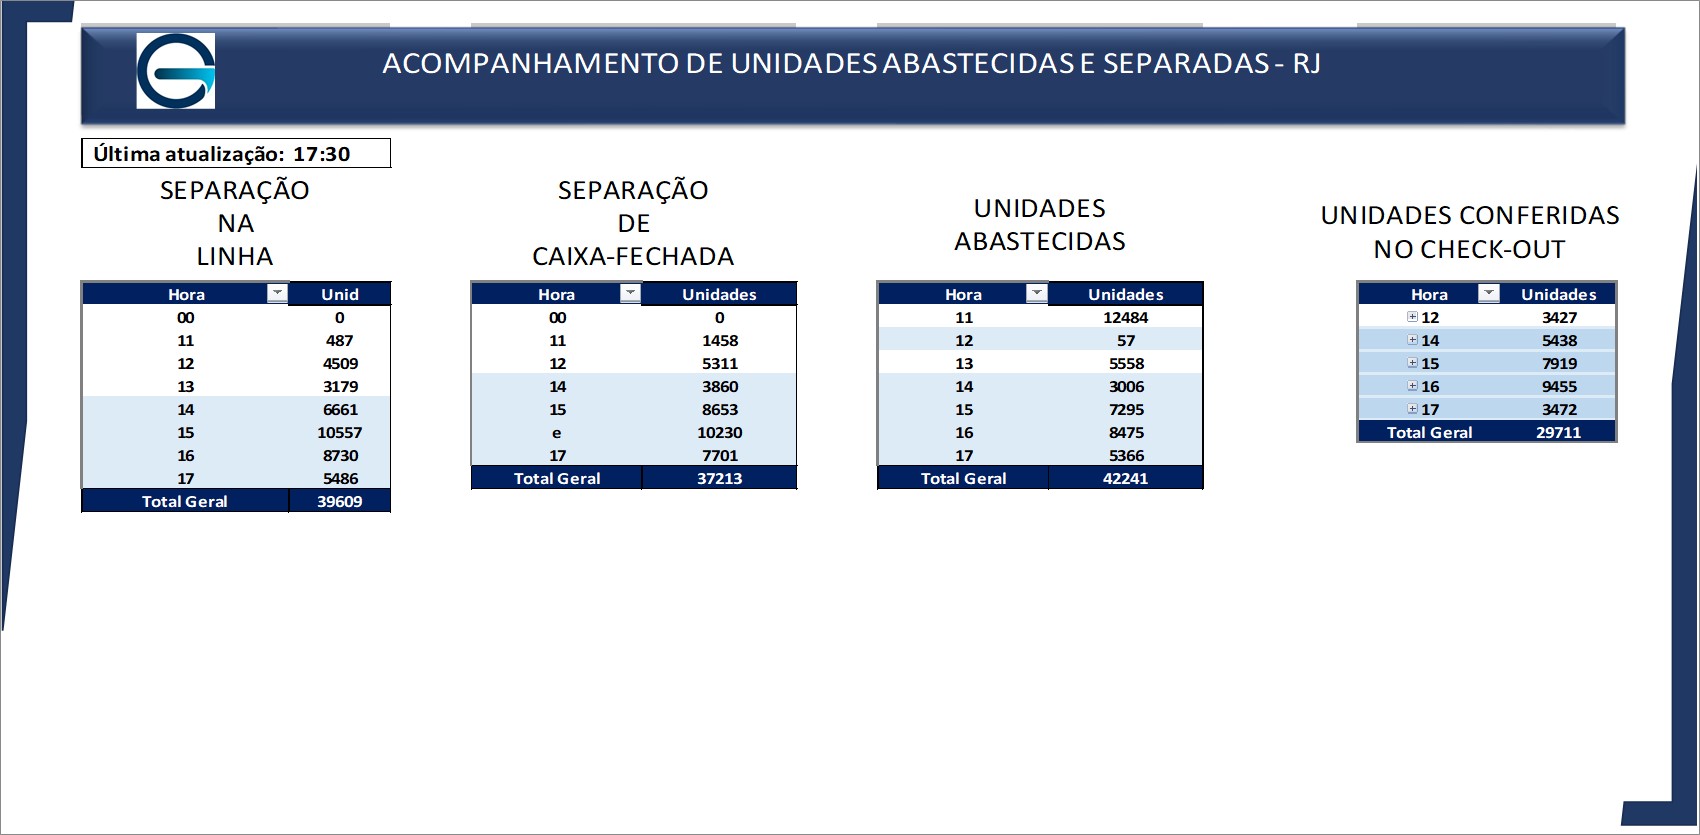 ACOMPANHAMENTO DE UNIDADES ABASTECIDAS E SEPARADAS - RJ
Última atualização: 17:30
SEPARAÇÃO
NA
LINHA
Hora Unid
00 0
11 487
12 4509
13 3179
14 6661
15 10557
16 8730
17 5486
Total Geral 39609
SEPARAÇÃO
DE
CAIXA-FECHADA
Hora Unidades
00 0
11 1458
12 5311
14 3860
15 8653
e 10230
17 7701
Total Geral 37213
UNIDADES
ABASTECIDAS
Hora Unidades
11 12484
12 57
13 5558
14 3006
15 7295
16 8475
17 5366
Total Geral 42241
UNIDADES CONFERIDAS
NO CHECK-OUT
Hora Unidades
12 3427
14 5438
15 7919
16 9455
17 3472
Total Geral 29711